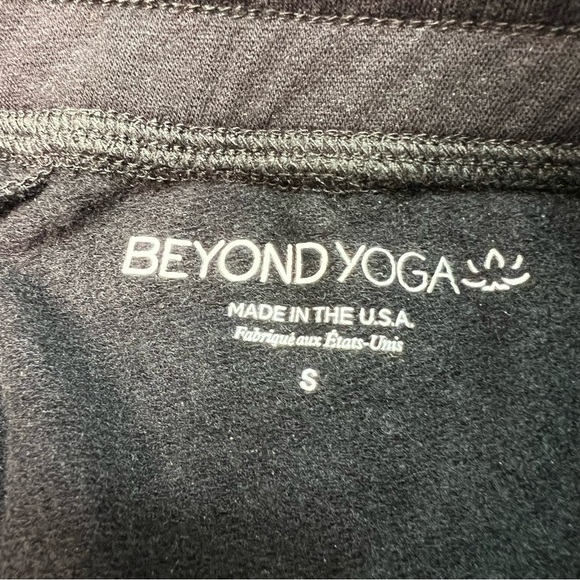 BEYOND YOGA
MADE IN THE U.S.A.
Fabriqué aux États-Unis
S